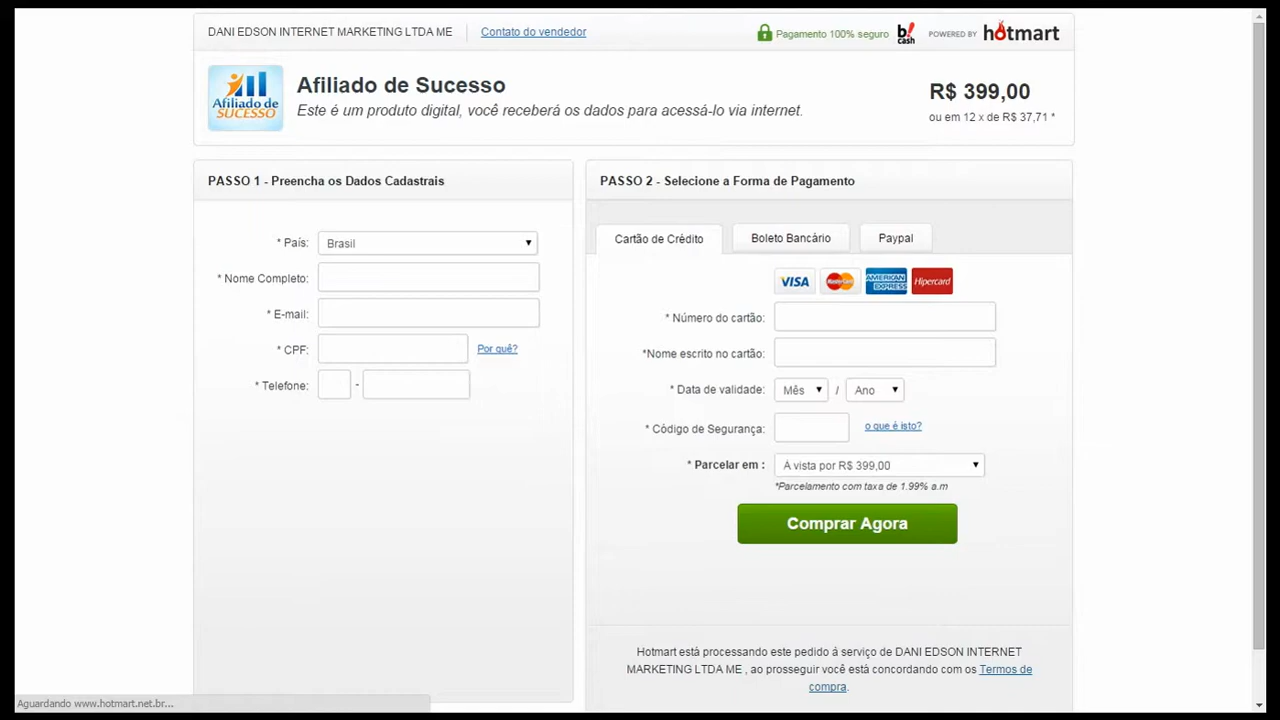 DANI EDSON INTERNET MARKETING LTDA ME
Contato do vendedor
Pagamento 100% seguro
b!
cash
POWERED BY
hotmart
Afiliado de
SUCESSO
Afiliado de Sucesso
Este é um produto digital, você receberá os dados para acessá-lo via internet.
R$ 399,00
ou em 12 x de R$ 37,71 *
PASSO 1 - Preencha os Dados Cadastrais
* País:
Brasil
* Nome Completo:
* E-mail:
* CPF:
Por quê?
* Telefone:
-
PASSO 2 - Selecione a Forma de Pagamento
Cartão de Crédito
Boleto Bancário
Paypal
VISA
MasterCard
AMERICAN EXPRESS
Hipercard
* Número do cartão:
*Nome escrito no cartão:
* Data de validade:
Mês
/
Ano
* Código de Segurança:
o que é isto?
* Parcelar em :
À vista por R$ 399,00
*Parcelamento com taxa de 1.99% a.m
Comprar Agora
Hotmart está processando este pedido á serviço de DANI EDSON INTERNET
MARKETING LTDA ME , ao prosseguir você está concordando com os Termos de
compra.
Aguardando www.hotmart.net.br...